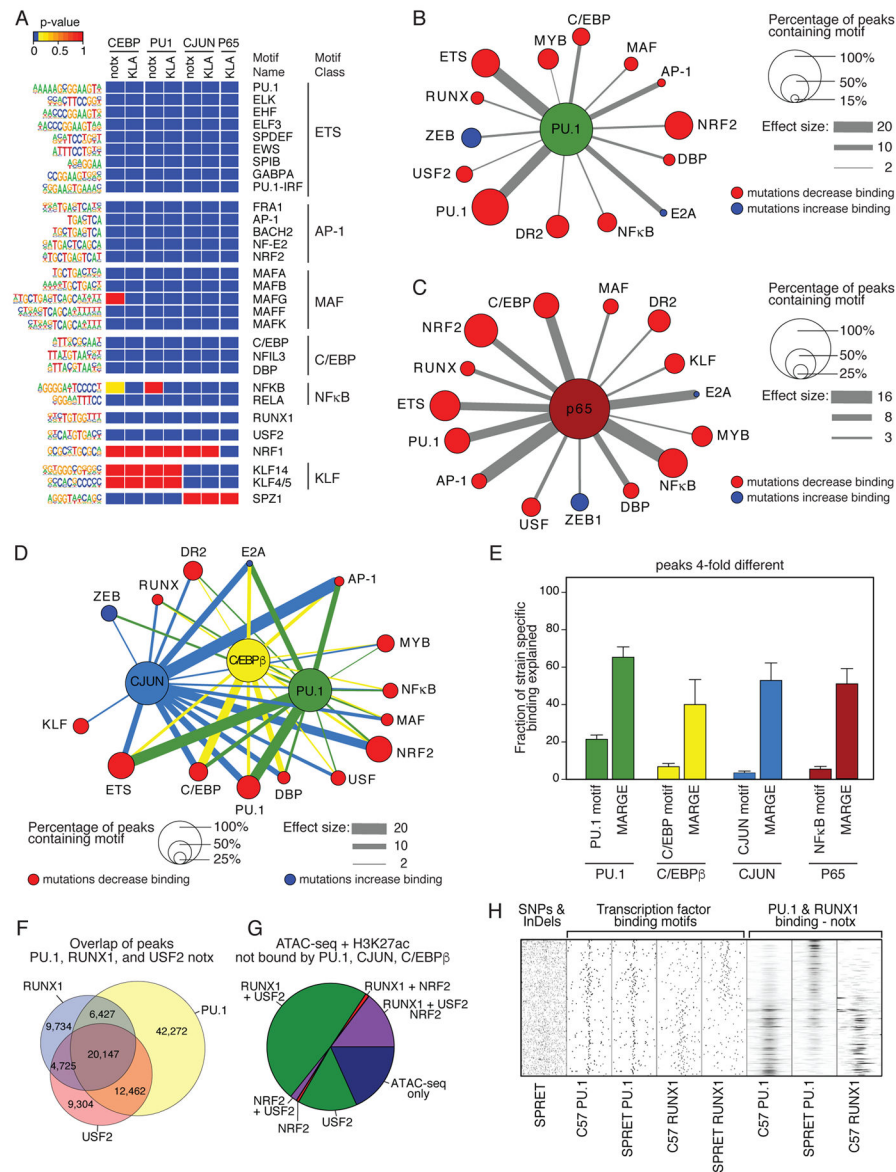 A
p-value
0 0.5 1
CEBP PU1 CJUN P65
notx KLA notx KLA notx KLA KLA
Motif Name
Motif Class
PU.1
ELK
EHF
ELF3
SPDEF
EWS
SPIB
GABPA
PU.1-IRF
ETS
FRA1
AP-1
BACH2
NF-E2
NRF2
AP-1
MAFA
MAFB
MAFG
MAFF
MAFK
MAF
C/EBP
NFIL3
DBP
C/EBP
NFKB
RELA
NFκB
RUNX1
USF2
NRF1
KLF14
KLF4/5
KLF
SPZ1
B
C/EBP
MYB
MAF
ETS
AP-1
RUNX
NRF2
ZEB
PU.1
DBP
USF2
E2A
PU.1
DR2
NFκB
Percentage of peaks
containing motif
100%
50%
15%
Effect size:
20
10
2
mutations decrease binding
mutations increase binding
C
C/EBP
MAF
DR2
NRF2
KLF
RUNX
E2A
ETS
p65
MYB
PU.1
NFκB
AP-1
DBP
USF
ZEB1
Percentage of peaks
containing motif
100%
50%
25%
Effect size:
16
8
3
mutations decrease binding
mutations increase binding
D
DR2
E2A
RUNX
AP-1
ZEB
MYB
C/EBPβ
CJUN
PU.1
NFκB
KLF
MAF
NRF2
ETS
C/EBP
PU.1
DBP
USF
Percentage of peaks
containing motif
100%
50%
25%
Effect size:
20
10
2
mutations decrease binding
mutations increase binding
E
peaks 4-fold different
Fraction of strain specific
binding explained
80
60
40
20
0
PU.1 motif
MARGE
C/EBP motif
MARGE
CJUN motif
MARGE
NFκB motif
MARGE
PU.1
C/EBPβ
CJUN
P65
F
Overlap of peaks
PU.1, RUNX1, and USF2 notx
RUNX1
PU.1
9,734
6,427
42,272
20,147
4,725
12,462
9,304
USF2
G
ATAC-seq + H3K27ac
not bound by PU.1, CJUN, C/EBPβ
RUNX1
+ USF2
RUNX1 + NRF2
RUNX1 + USF2
NRF2
ATAC-seq
only
NRF2
+ USF2
NRF2
USF2
H
SNPs &
InDels
Transcription factor
binding motifs
PU.1 & RUNX1
binding - notx
SPRET
C57 PU.1
SPRET PU.1
C57 RUNX1
SPRET RUNX1
C57 PU.1
SPRET PU.1
C57 RUNX1